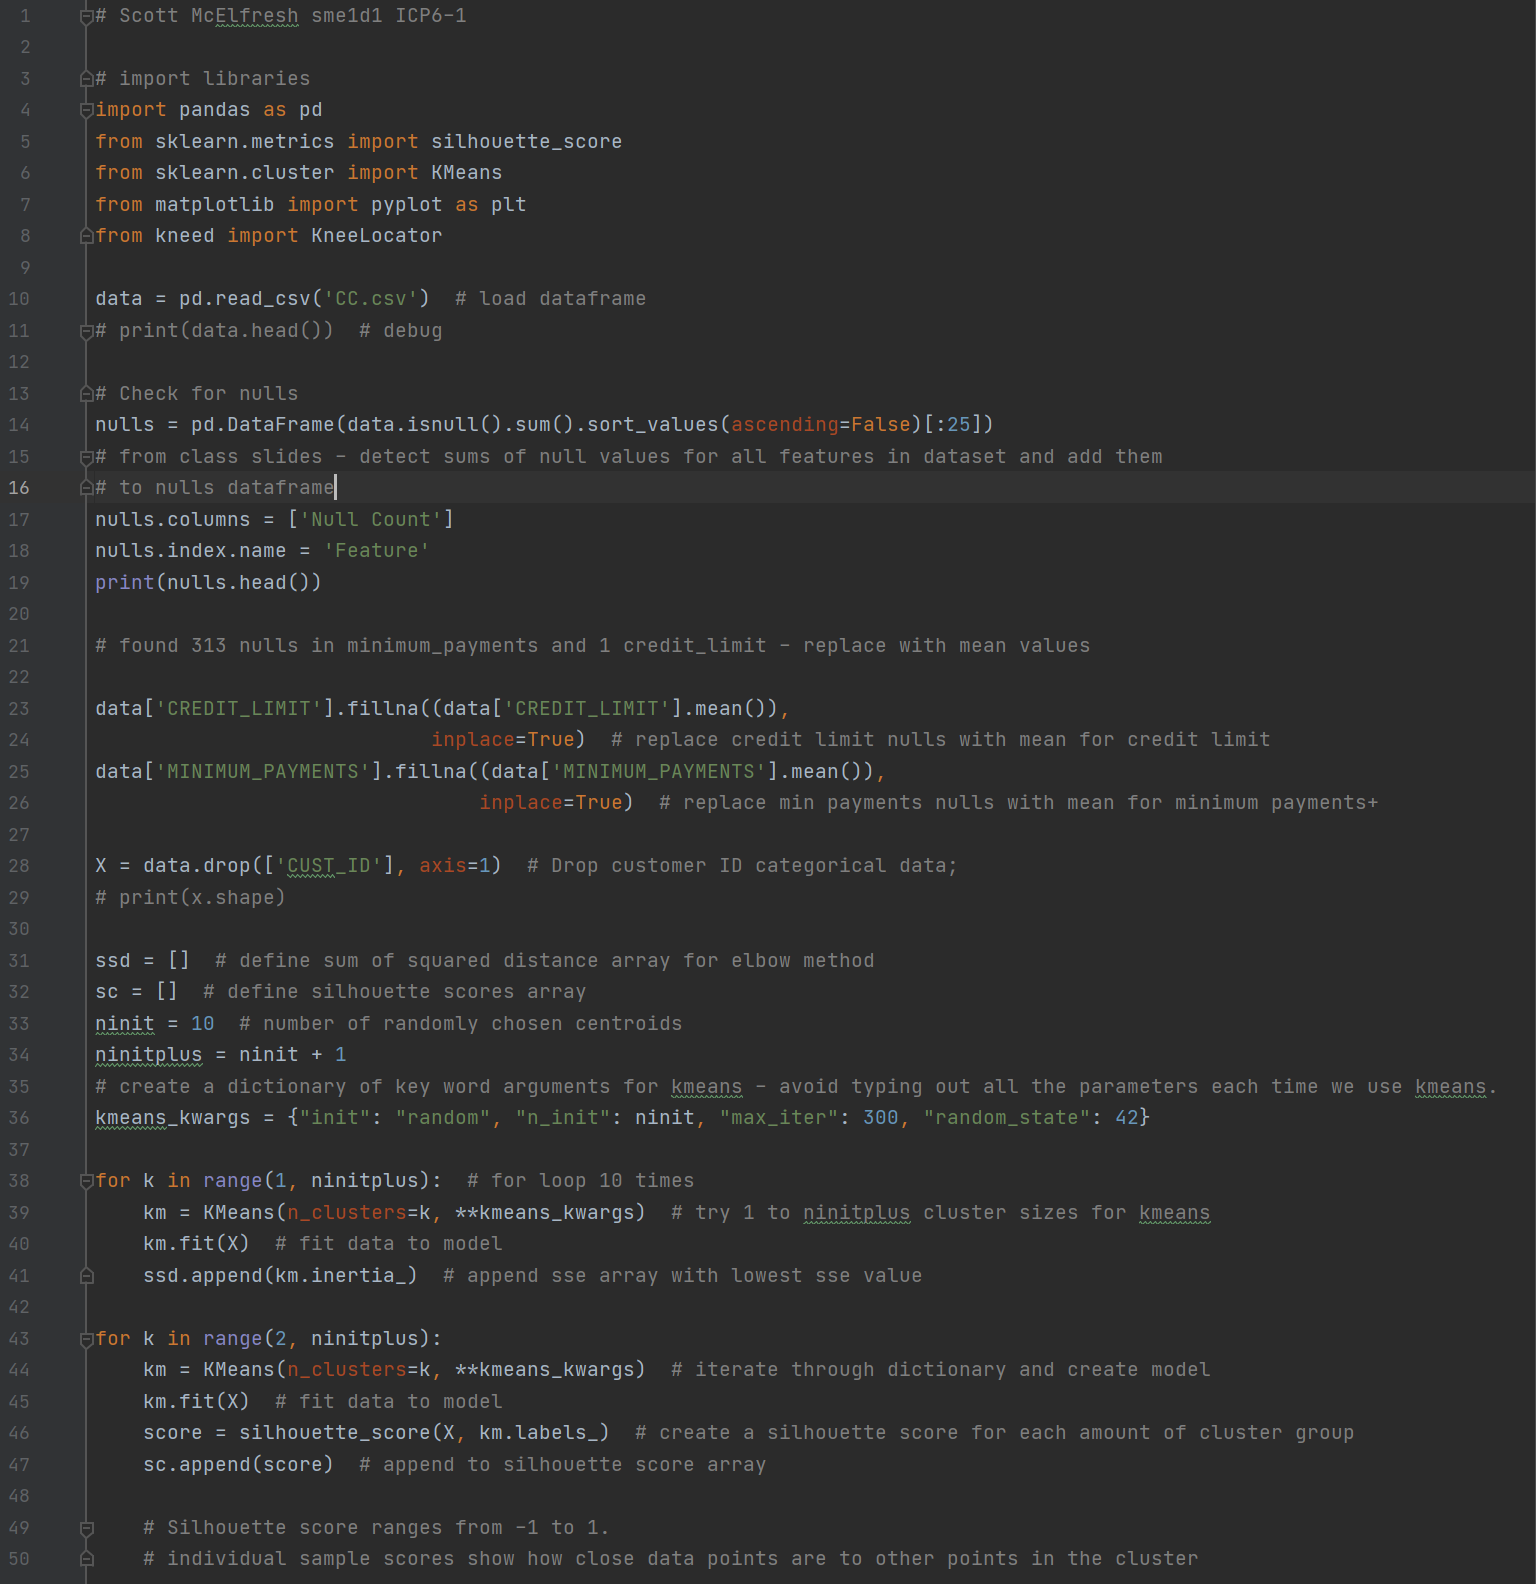 1 # Scott McElfresh sme1d1 ICP6-1
2
3 # import libraries
4 import pandas as pd
5 from sklearn.metrics import silhouette_score
6 from sklearn.cluster import KMeans
7 from matplotlib import pyplot as plt
8 from kneed import KneeLocator
9
10 data = pd.read_csv('CC.csv')  # load dataframe
11 # print(data.head())  # debug
12
13 # Check for nulls
14 nulls = pd.DataFrame(data.isnull().sum().sort_values(ascending=False)[:25])
15 # from class slides - detect sums of null values for all features in dataset and add them
16 # to nulls dataframe
17 nulls.columns = ['Null Count']
18 nulls.index.name = 'Feature'
19 print(nulls.head())
20
21 # found 313 nulls in minimum_payments and 1 credit_limit - replace with mean values
22
23 data['CREDIT_LIMIT'].fillna((data['CREDIT_LIMIT'].mean()),
24                             inplace=True)  # replace credit limit nulls with mean for credit limit
25 data['MINIMUM_PAYMENTS'].fillna((data['MINIMUM_PAYMENTS'].mean()),
26                                 inplace=True)  # replace min payments nulls with mean for minimum payments+
27
28 X = data.drop(['CUST_ID'], axis=1)  # Drop customer ID categorical data;
29 # print(x.shape)
30
31 ssd = []  # define sum of squared distance array for elbow method
32 sc = []  # define silhouette scores array
33 ninit = 10  # number of randomly chosen centroids
34 ninitplus = ninit + 1
35 # create a dictionary of key word arguments for kmeans - avoid typing out all the parameters each time we use kmeans.
36 kmeans_kwargs = {"init": "random", "n_init": ninit, "max_iter": 300, "random_state": 42}
37
38 for k in range(1, ninitplus):  # for loop 10 times
39     km = KMeans(n_clusters=k, **kmeans_kwargs)  # try 1 to ninitplus cluster sizes for kmeans
40     km.fit(X)  # fit data to model
41     ssd.append(km.inertia_)  # append sse array with lowest sse value
42
43 for k in range(2, ninitplus):
44     km = KMeans(n_clusters=k, **kmeans_kwargs)  # iterate through dictionary and create model
45     km.fit(X)  # fit data to model
46     score = silhouette_score(X, km.labels_)  # create a silhouette score for each amount of cluster group
47     sc.append(score)  # append to silhouette score array
48
49     # Silhouette score ranges from -1 to 1.
50     # individual sample scores show how close data points are to other points in the cluster